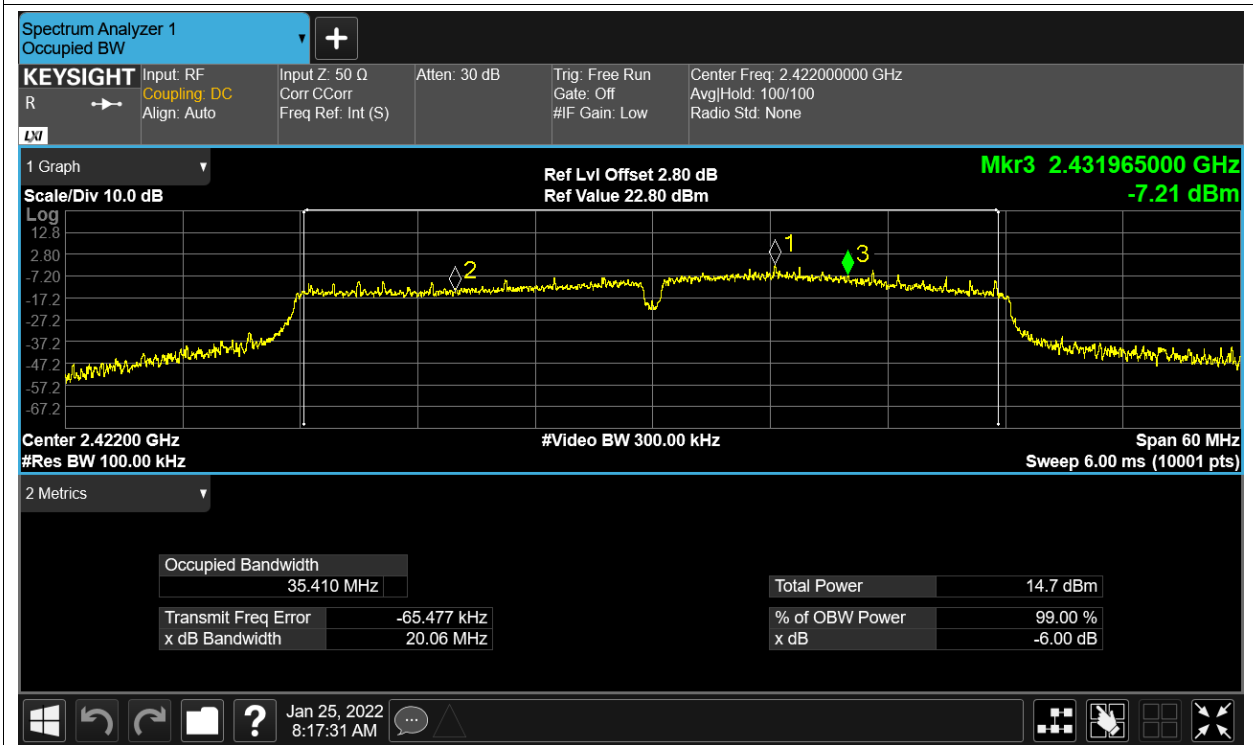 Spectrum Analyzer 1
Occupied BW
+
KEYSIGHT
R
LXI
Input: RF
Coupling: DC
Align: Auto
Input Z: 50 Ω
Corr CCorr
Freq Ref: Int (S)
Atten: 30 dB
Trig: Free Run
Gate: Off
#IF Gain: Low
Center Freq: 2.422000000 GHz
Avg|Hold: 100/100
Radio Std: None
1 Graph
Scale/Div 10.0 dB
Ref Lvl Offset 2.80 dB
Ref Value 22.80 dBm
Mkr3 2.431965000 GHz
-7.21 dBm
Log
12.8
2.80
-7.20
-17.2
-27.2
-37.2
-47.2
-57.2
-67.2
2
1
3
Center 2.42200 GHz
#Res BW 100.00 kHz
#Video BW 300.00 kHz
Span 60 MHz
Sweep 6.00 ms (10001 pts)
2 Metrics
Occupied Bandwidth
35.410 MHz
Transmit Freq Error -65.477 kHz
x dB Bandwidth 20.06 MHz
Total Power 14.7 dBm
% of OBW Power 99.00 %
x dB -6.00 dB
?
Jan 25, 2022
8:17:31 AM